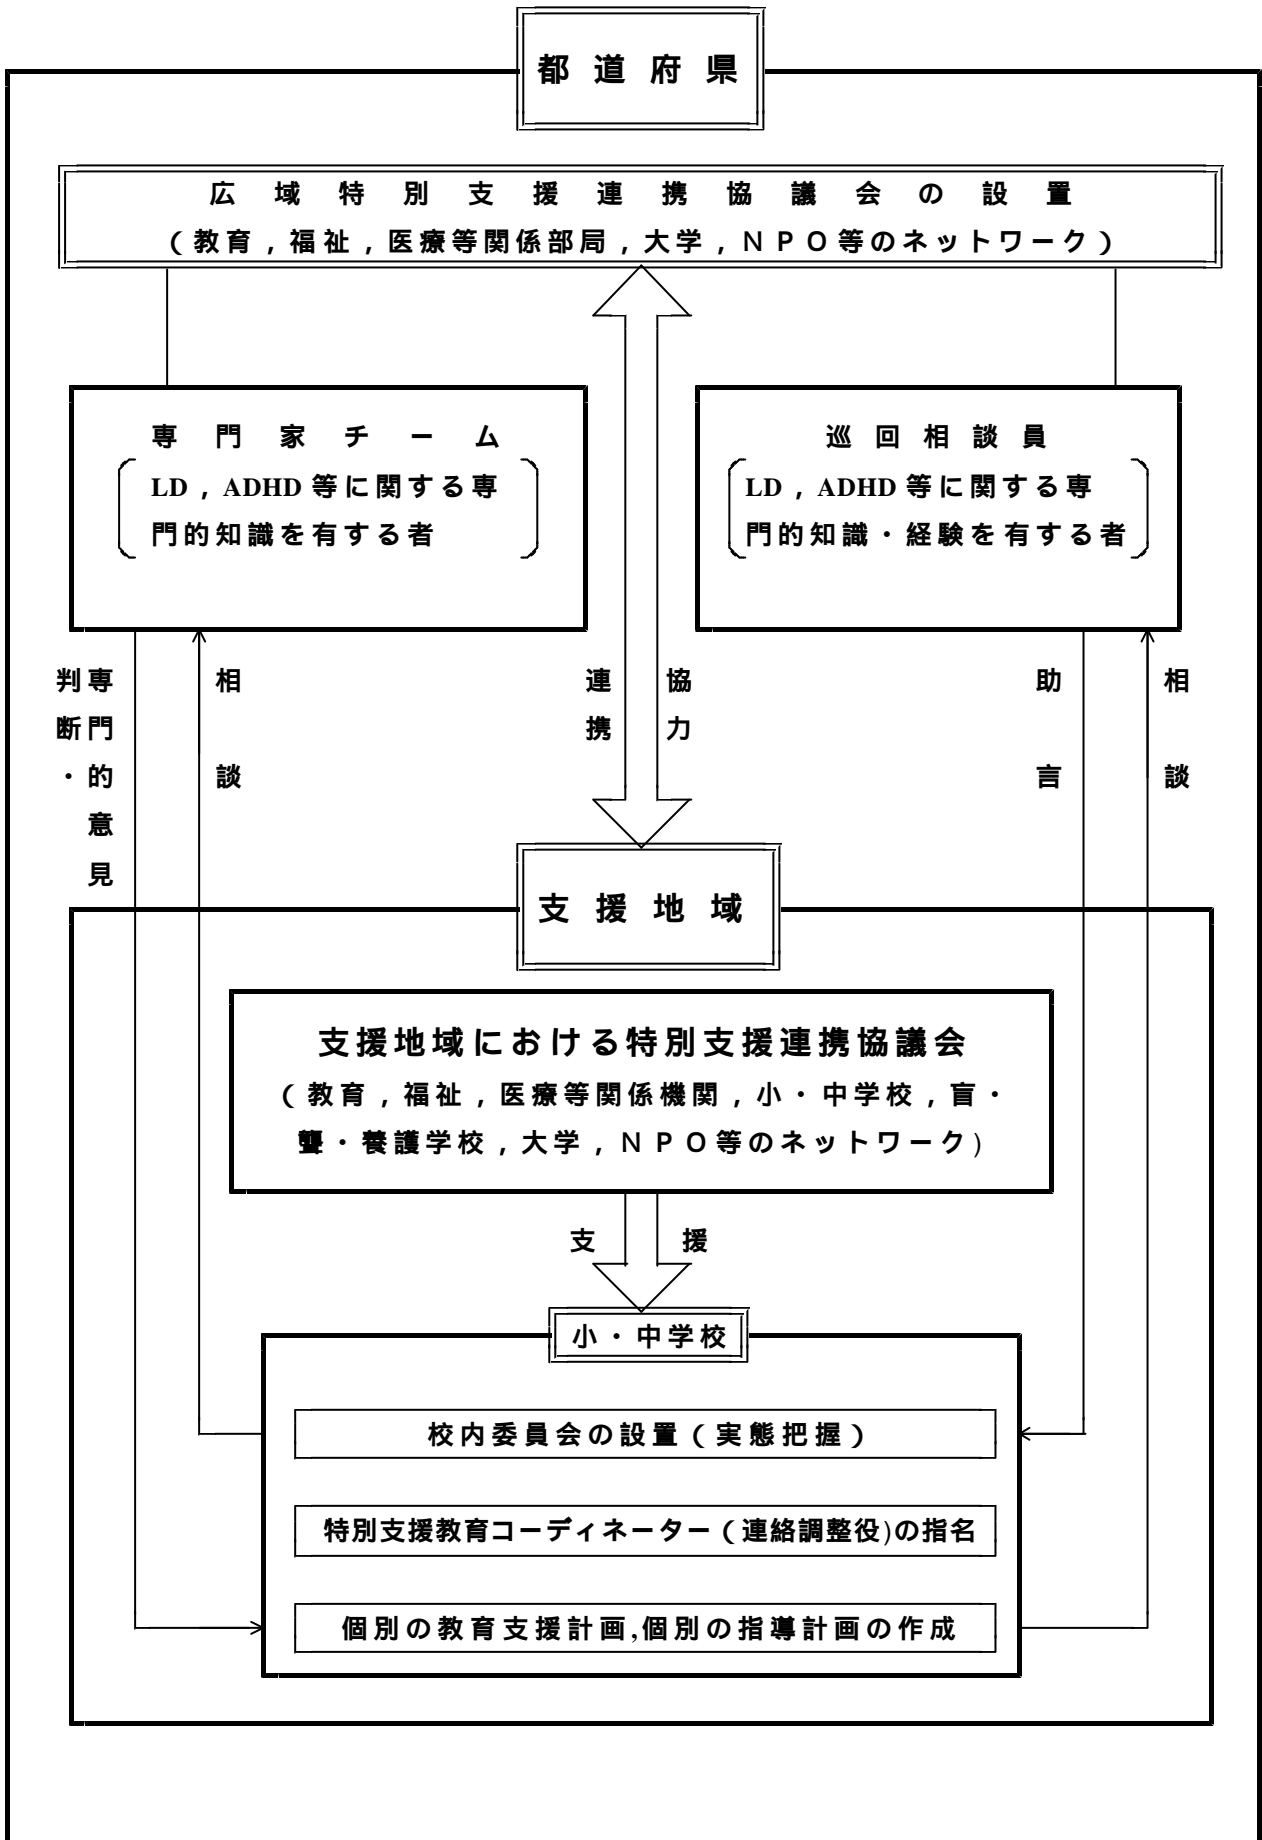 都道府県
広域特別支援連携協議会の設置
（教育，福祉，医療等関係部局，大学，ＮＰＯ等のネットワーク）
専門家チーム
LD，ADHD等に関する専
門的知識を有する者
巡回相談員
LD，ADHD等に関する専
門的知識・経験を有する者
専門的意見
判断・
相談
連携
協力
助言
相談
支援地域
支援地域における特別支援連携協議会
（教育，福祉，医療等関係機関，小・中学校，盲・
聾・養護学校，大学，ＮＰＯ等のネットワーク)
支援
小・中学校
校内委員会の設置（実態把握）
特別支援教育コーディネーター（連絡調整役)の指名
個別の教育支援計画,個別の指導計画の作成